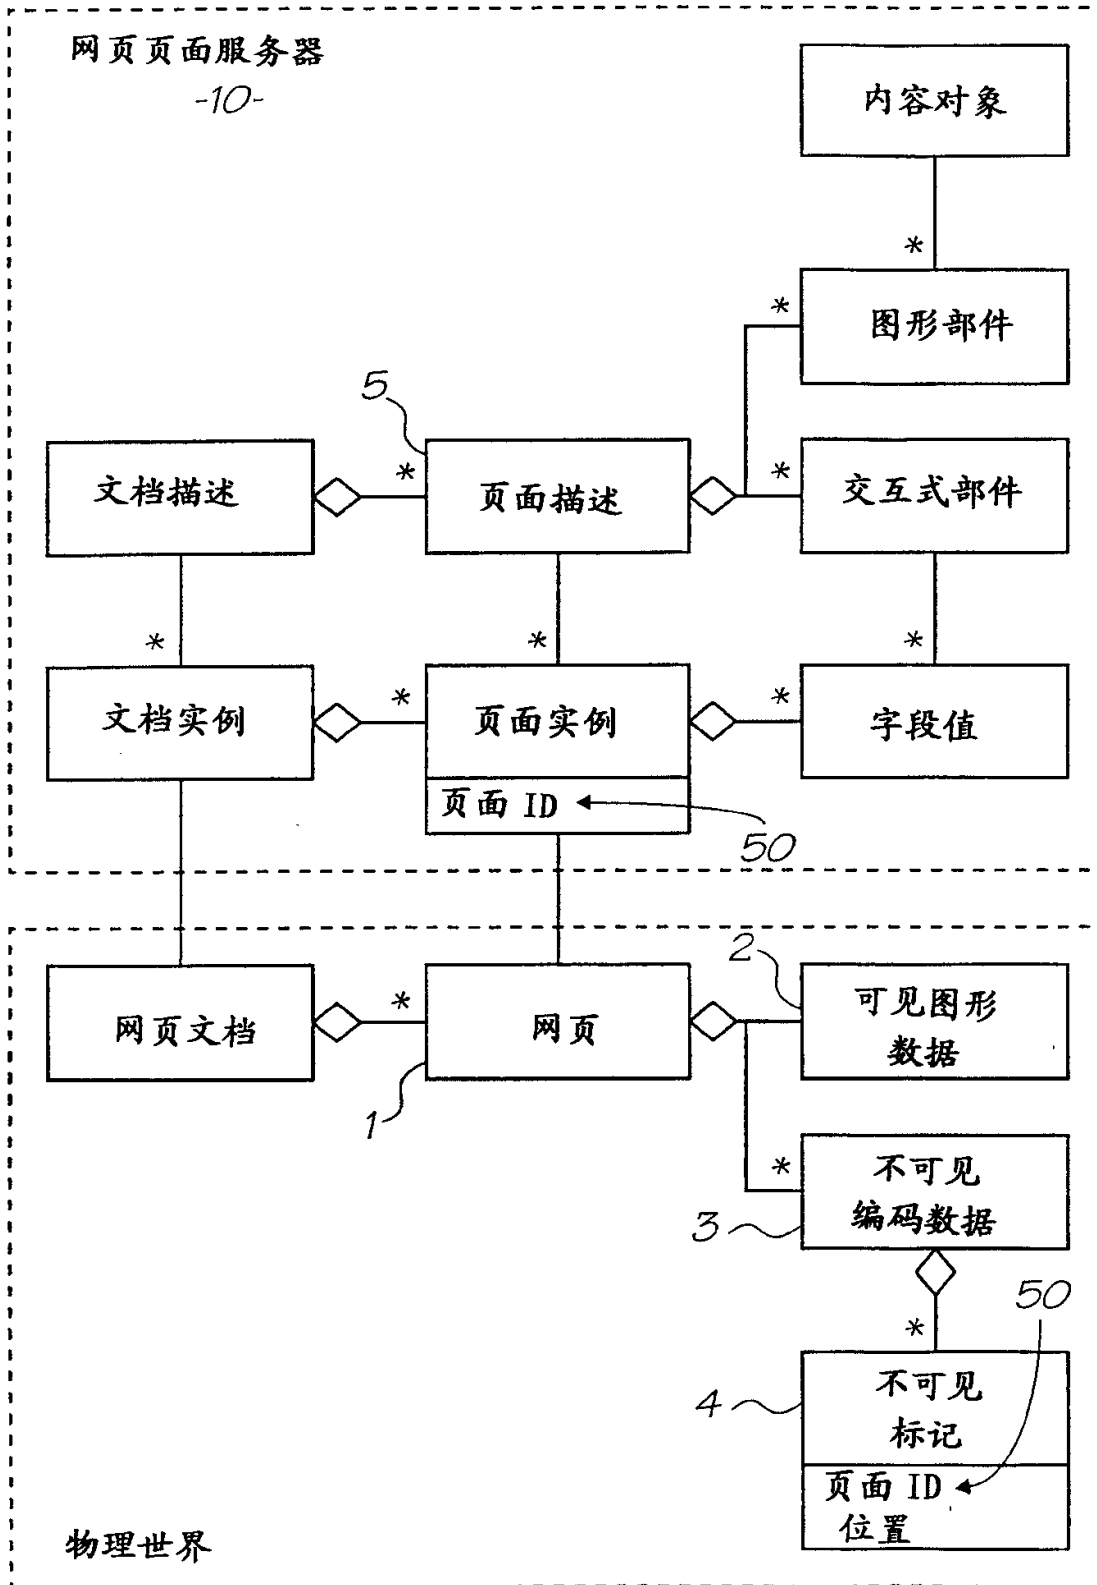 网页页面服务器
-10-
内容对象
*
*
图形部件
5
文档描述
*
页面描述
*
交互式部件
*
*
*
文档实例
*
页面实例
*
字段值
页面 ID
50
2
网页文档
*
网页
可见图形
数据
1
*
不可见
编码数据
3
50
*
4
不可见
标记
页面 ID
位置
物理世界